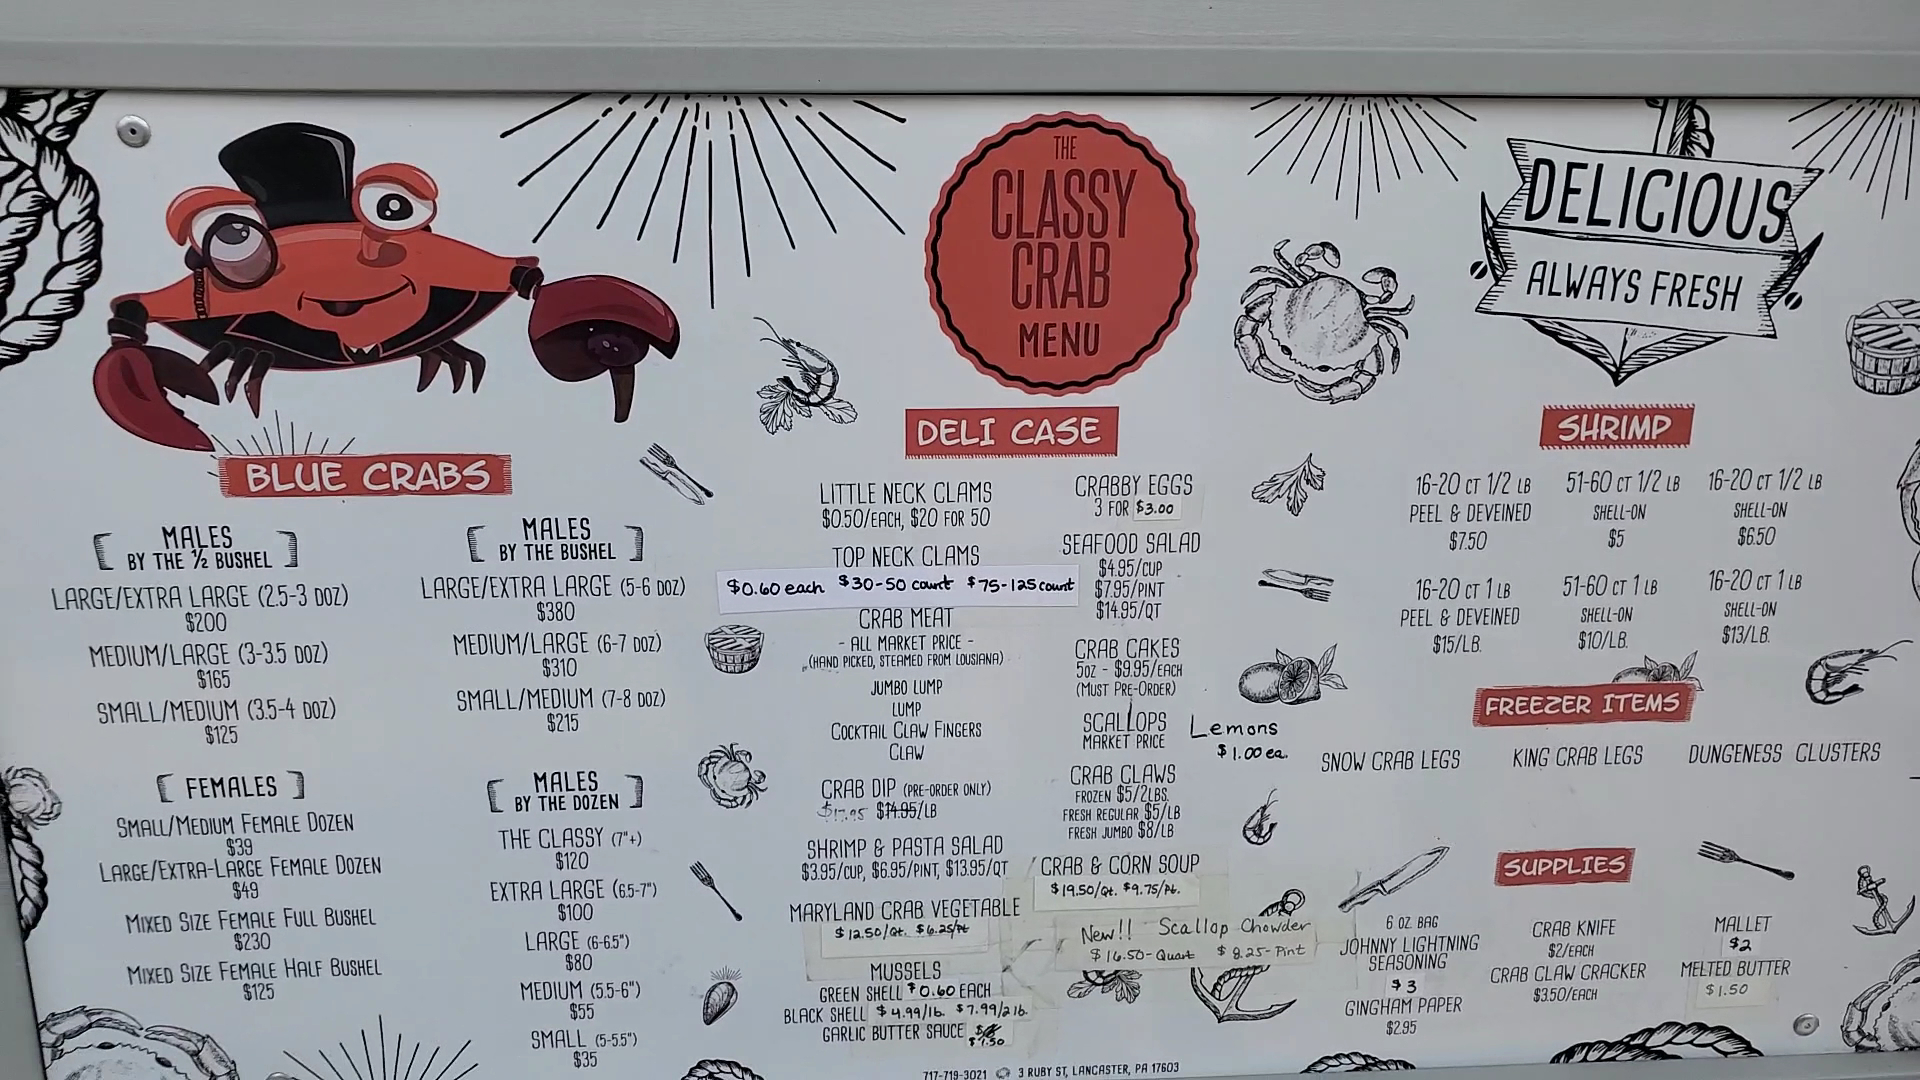 THE
CLASSY
CRAB
MENU
DELICIOUS
ALWAYS FRESH
BLUE CRABS
MALES
BY THE ½ BUSHEL
LARGE/EXTRA LARGE (2.5-3 DOZ)
$200
MEDIUM/LARGE (3-3.5 DOZ)
$165
SMALL/MEDIUM (3.5-4 DOZ)
$125
FEMALES
SMALL/MEDIUM FEMALE DOZEN
$39
LARGE/EXTRA-LARGE FEMALE DOZEN
$49
MIXED SIZE FEMALE FULL BUSHEL
$230
MIXED SIZE FEMALE HALF BUSHEL
$125
MALES
BY THE BUSHEL
LARGE/EXTRA LARGE (5-6 DOZ)
$380
MEDIUM/LARGE (6-7 DOZ)
$310
SMALL/MEDIUM (7-8 DOZ)
$215
MALES
BY THE DOZEN
THE CLASSY (7"+)
$120
EXTRA LARGE (6.5-7")
$100
LARGE (6-6.5")
$80
MEDIUM (5.5-6")
$55
SMALL (5-5.5")
$35
DELI CASE
LITTLE NECK CLAMS
$0.50/EACH, $20 FOR 50
TOP NECK CLAMS
$0.60 each $30-50 count $75-125 count
CRAB MEAT
- ALL MARKET PRICE -
(HAND PICKED, STEAMED FROM LOUSIANA)
JUMBO LUMP
LUMP
COCKTAIL CLAW FINGERS
CLAW
CRAB DIP (PRE-ORDER ONLY)
$17.95 $14.95/LB
SHRIMP & PASTA SALAD
$3.95/CUP, $6.95/PINT, $13.95/QT
MARYLAND CRAB VEGETABLE
$12.50/Qt. $6.25/Pt
MUSSELS
GREEN SHELL $0.60 EACH
BLACK SHELL $4.99/lb. $7.99/2 lb.
GARLIC BUTTER SAUCE
$1.50
CRABBY EGGS
3 FOR $3.00
SEAFOOD SALAD
$4.95/CUP
$7.95/PINT
$14.95/QT
CRAB CAKES
5OZ - $9.95/EACH
(MUST PRE-ORDER)
SCALLOPS
MARKET PRICE
Lemons
$1.00 ea.
CRAB CLAWS
FROZEN $5/2LBS.
FRESH REGULAR $5/LB
FRESH JUMBO $8/LB
CRAB & CORN SOUP
$19.50/Qt. $9.75/Pt.
New!! Scallop Chowder
$16.50-Quart $8.25-Pint
SHRIMP
16-20 CT 1/2 LB
PEEL & DEVEINED
$7.50
51-60 CT 1/2 LB
SHELL-ON
$5
16-20 CT 1/2 LB
SHELL-ON
$6.50
16-20 CT 1 LB
PEEL & DEVEINED
$15/LB.
51-60 CT 1 LB
SHELL-ON
$10/LB.
16-20 CT 1 LB
SHELL-ON
$13/LB.
FREEZER ITEMS
SNOW CRAB LEGS KING CRAB LEGS DUNGENESS CLUSTERS
SUPPLIES
6 OZ. BAG
JOHNNY LIGHTNING
SEASONING
$3
GINGHAM PAPER
$2.95
CRAB KNIFE
$2/EACH
CRAB CLAW CRACKER
$3.50/EACH
MALLET
$2
MELTED BUTTER
$1.50
717-719-3021 3 RUBY ST, LANCASTER, PA 17603